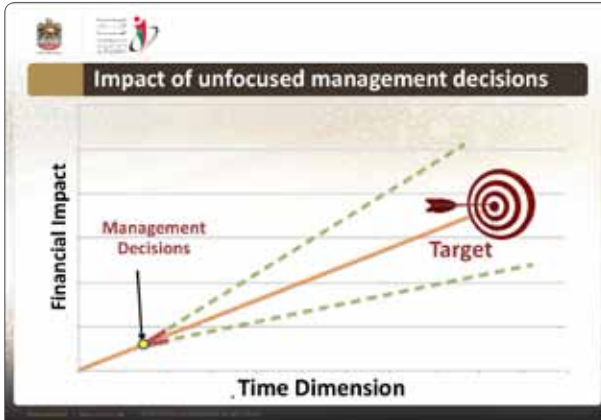 Impact of unfocused management decisions
Financial Impact
Management
Decisions
Target
Time Dimension